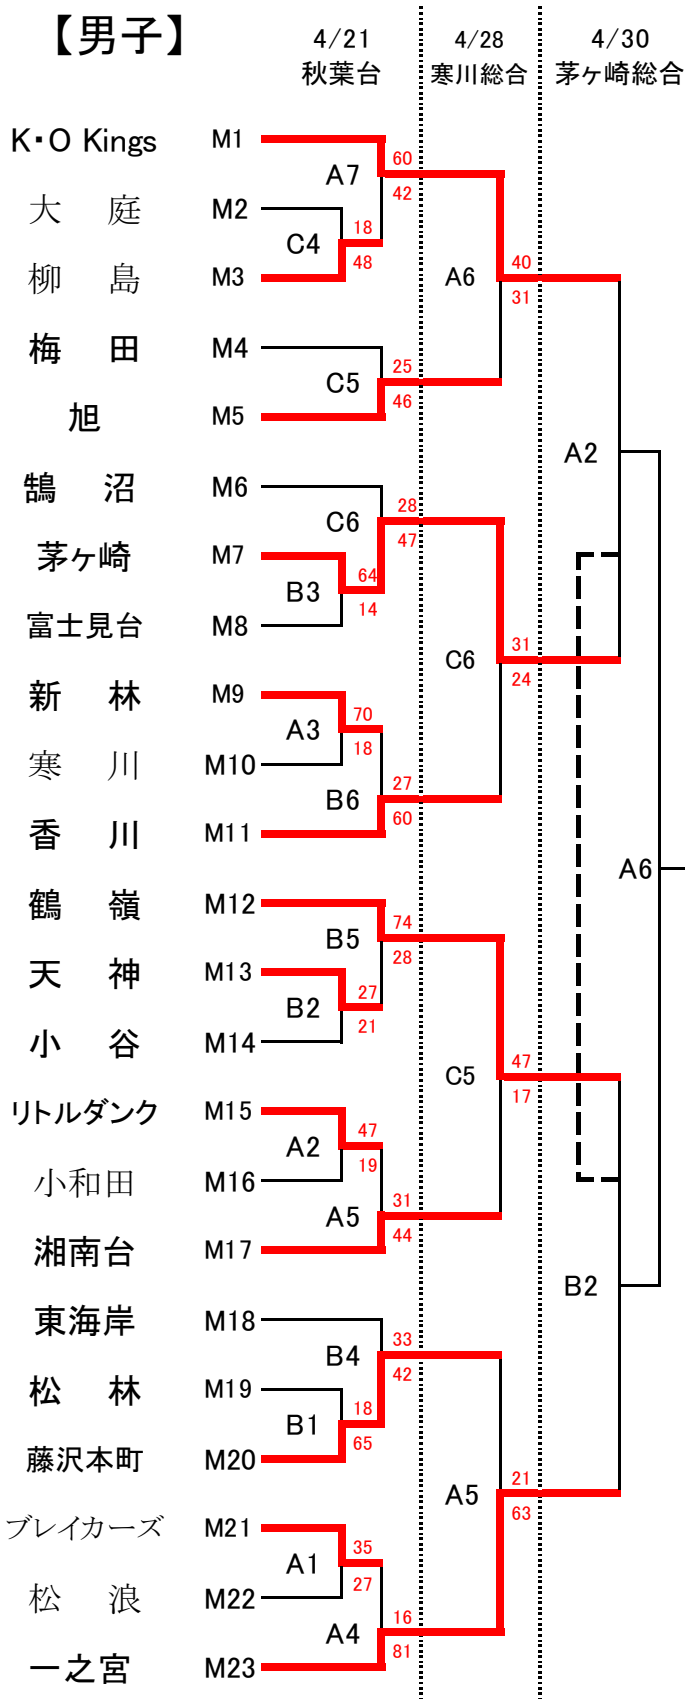 【男子】
4/21
秋葉台
4/28
寒川総合
4/30
茅ヶ崎総合
K・O Kings M1
60
A7
42
大 庭 M2
18
C4
48
柳 島 M3
A6
40
31
梅 田 M4
25
C5
46
旭 M5
A2
鵠 沼 M6
28
C6
47
茅ヶ崎 M7
64
B3
14
富士見台 M8
C6
31
24
新 林 M9
70
A3
18
寒 川 M10
27
B6
60
香 川 M11
A6
鶴 嶺 M12
74
B5
28
天 神 M13
27
B2
21
小 谷 M14
C5
47
17
リトルダンク M15
47
A2
19
小和田 M16
31
A5
44
湘南台 M17
B2
東海岸 M18
33
B4
42
松 林 M19
18
B1
65
藤沢本町 M20
A5
21
63
ブレイカーズ M21
35
A1
27
松 浪 M22
16
A4
81
一之宮 M23